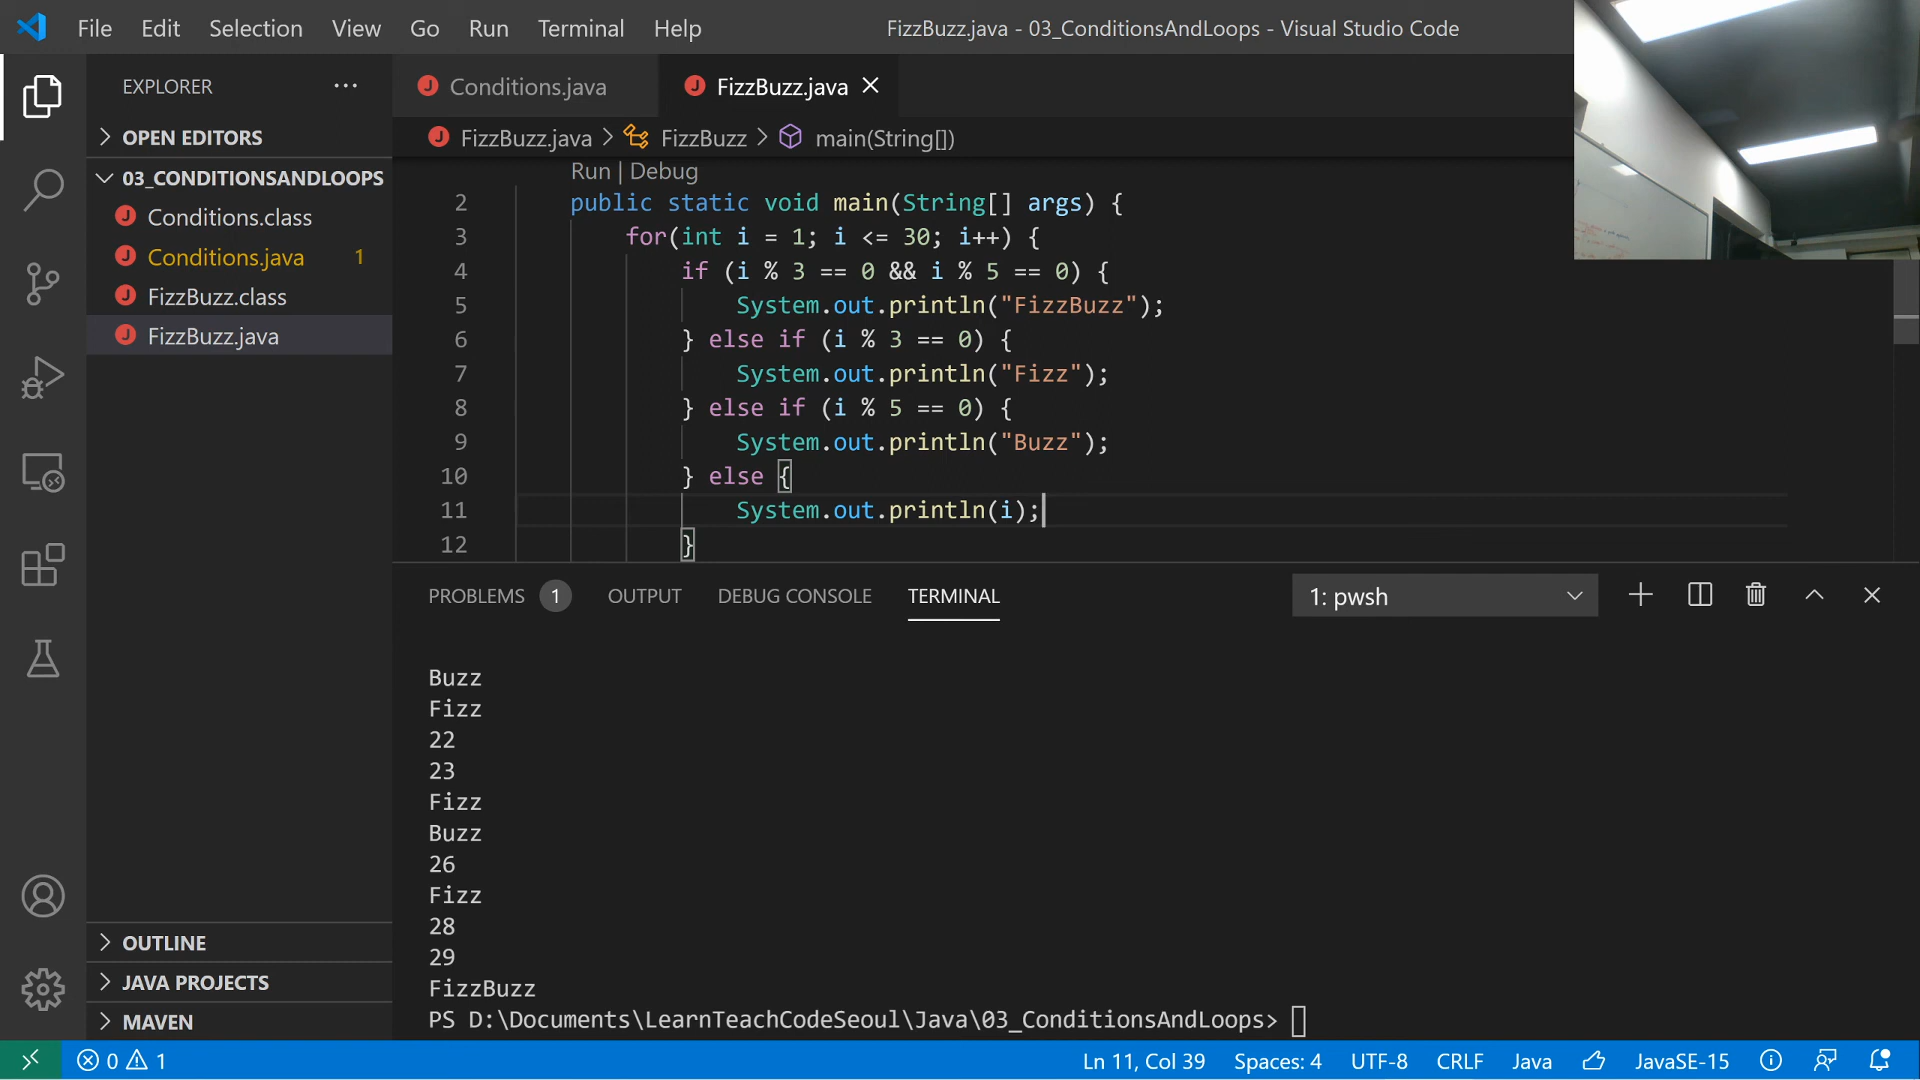 File Edit Selection View Go Run Terminal Help
FizzBuzz.java - 03_ConditionsAndLoops - Visual Studio Code
EXPLORER ···
OPEN EDITORS
03_CONDITIONSANDLOOPS
Conditions.class
Conditions.java 1
FizzBuzz.class
FizzBuzz.java
OUTLINE
JAVA PROJECTS
MAVEN
Conditions.java FizzBuzz.java
FizzBuzz.java > FizzBuzz > main(String[])
Run | Debug
2 public static void main(String[] args) {
3 for(int i = 1; i <= 30; i++) {
4 if (i % 3 == 0 && i % 5 == 0) {
5 System.out.println("FizzBuzz");
6 } else if (i % 3 == 0) {
7 System.out.println("Fizz");
8 } else if (i % 5 == 0) {
9 System.out.println("Buzz");
10 } else {
11 System.out.println(i);
12 }
PROBLEMS 1 OUTPUT DEBUG CONSOLE TERMINAL 1: pwsh
Buzz
Fizz
22
23
Fizz
Buzz
26
Fizz
28
29
FizzBuzz
PS D:\Documents\LearnTeachCodeSeoul\Java\03_ConditionsAndLoops>
0 1 Ln 11, Col 39 Spaces: 4 UTF-8 CRLF Java JavaSE-15